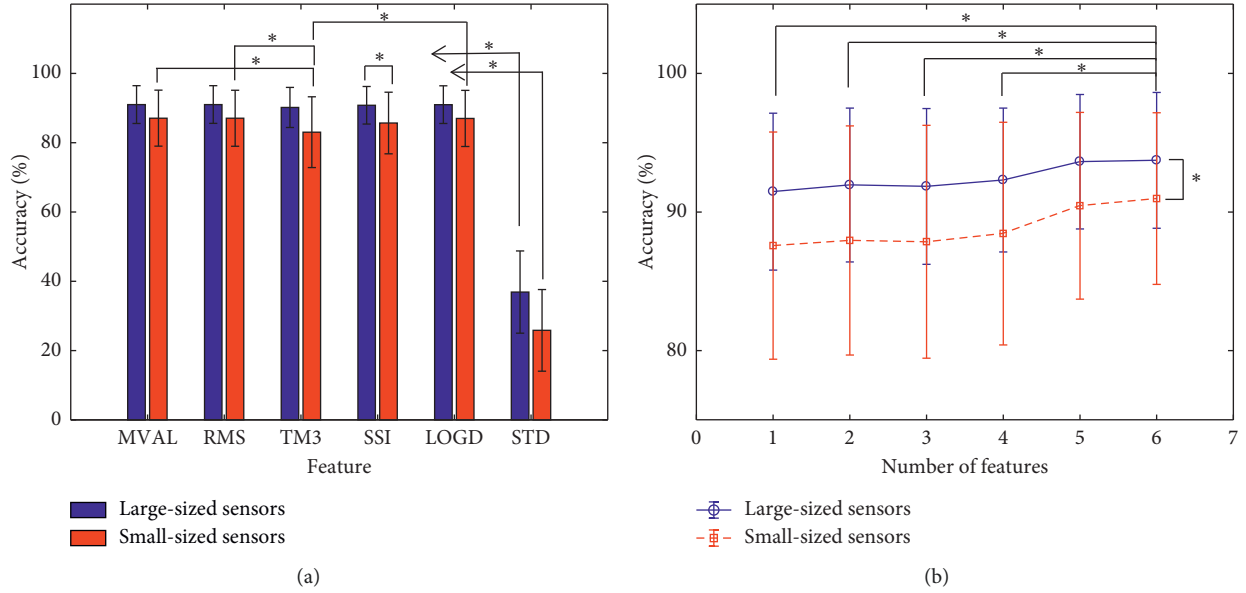 *
*
*
*
*
*
100
80
60
40
20
0
Accuracy (%)
MVAL RMS TM3 SSI LOGD STD
Feature
Large-sized sensors
Small-sized sensors
(a)
*
*
*
*
*
100
90
80
Accuracy (%)
0 1 2 3 4 5 6 7
Number of features
Large-sized sensors
Small-sized sensors
(b)